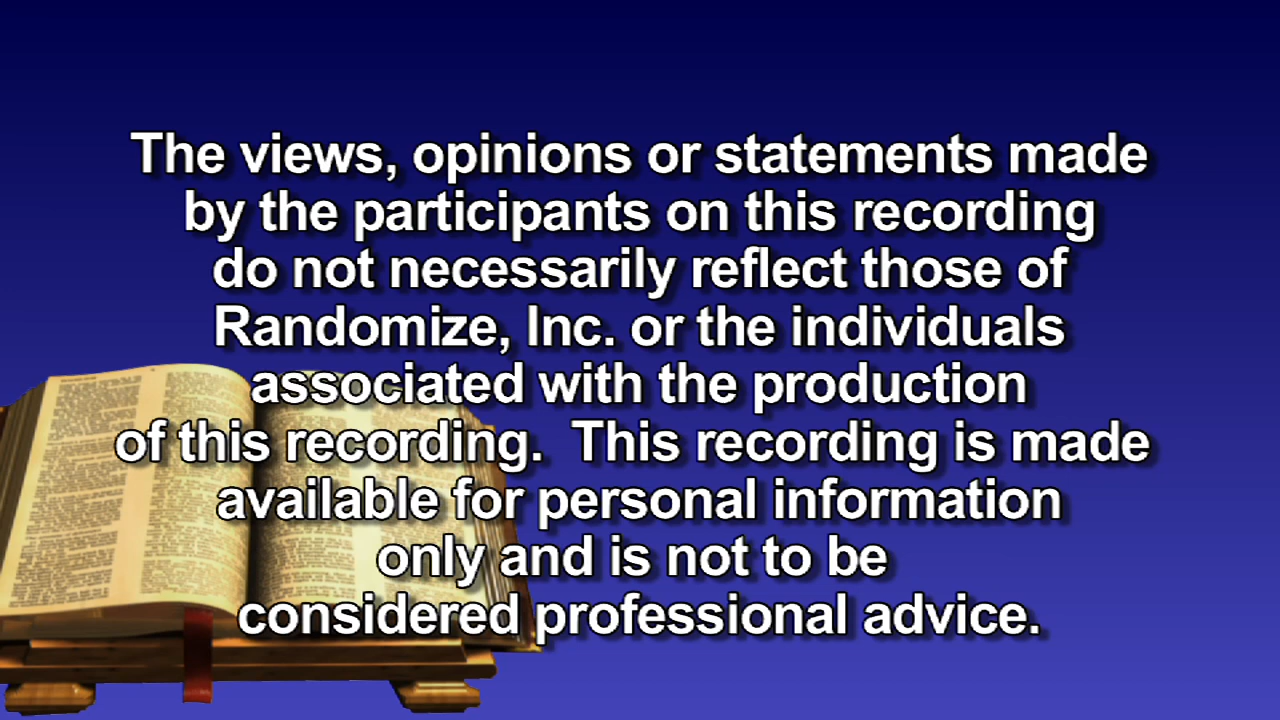 The views, opinions or statements made
by the participants on this recording
do not necessarily reflect those of
Randomize, Inc. or the individuals
associated with the production
of this recording.  This recording is made
available for personal information
only and is not to be
considered professional advice.